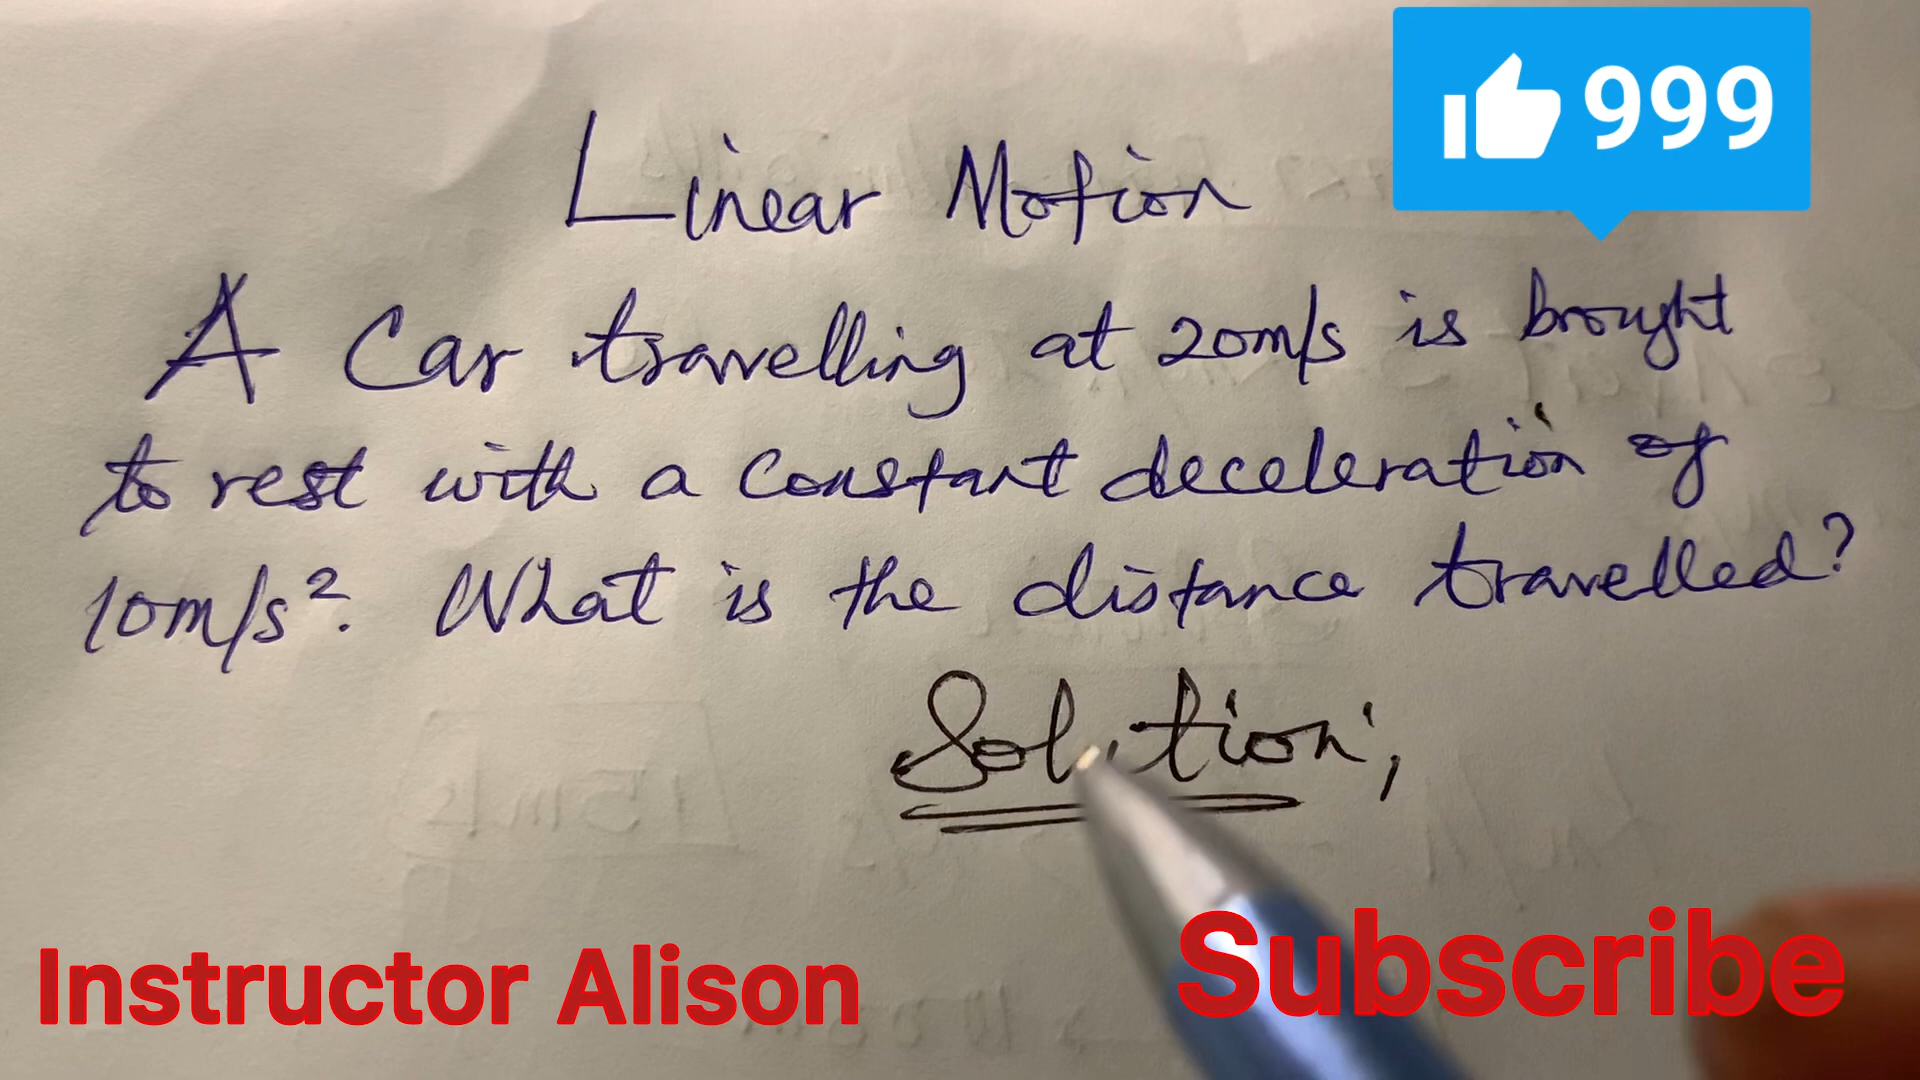 999
Linear Motion
A Car travelling at 20m/s is brought
to rest with a constant deceleration of
10m/s². What is the distance travelled?
Solution;
Instructor Alison
Subscribe